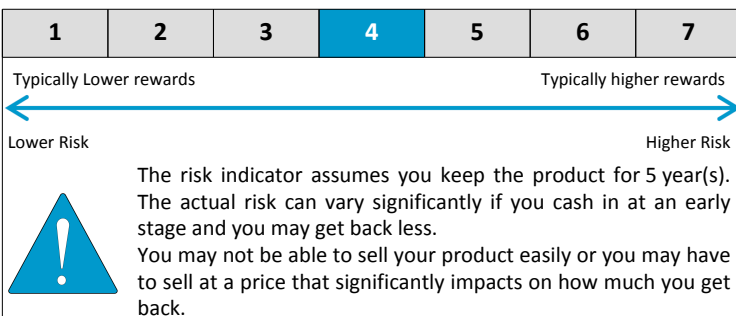 1 2 3 4 5 6 7
Typically Lower rewards Typically higher rewards
Lower Risk Higher Risk
The risk indicator assumes you keep the product for 5 year(s).
The actual risk can vary significantly if you cash in at an early
stage and you may get back less.
You may not be able to sell your product easily or you may have
to sell at a price that significantly impacts on how much you get
back.